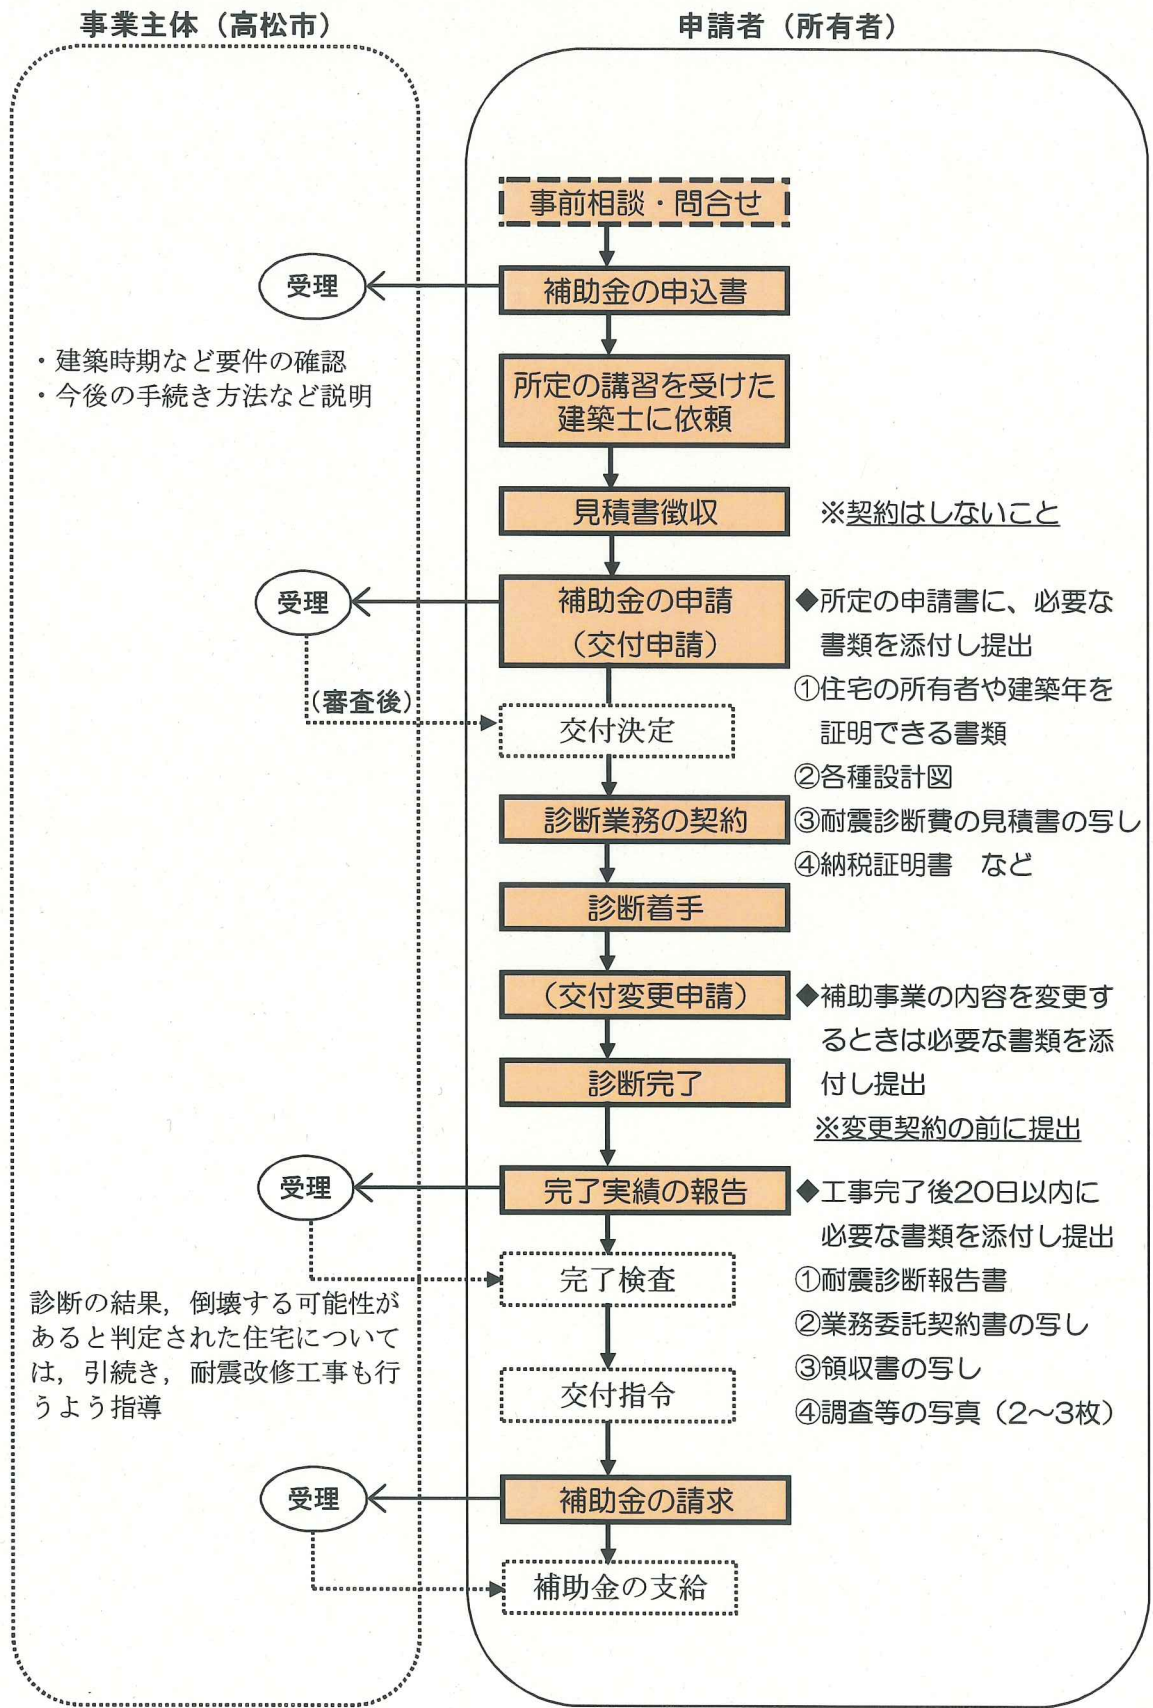 事業主体（高松市）
申請者（所有者）
事前相談・問合せ
受理
補助金の申込書
・建築時期など要件の確認
・今後の手続き方法など説明
所定の講習を受けた
建築士に依頼
見積書徴収
※契約はしないこと
受理
補助金の申請
（交付申請）
◆所定の申請書に、必要な
書類を添付し提出
①住宅の所有者や建築年を
証明できる書類
②各種設計図
③耐震診断費の見積書の写し
④納税証明書　など
（審査後）
交付決定
診断業務の契約
診断着手
（交付変更申請）
◆補助事業の内容を変更す
るときは必要な書類を添
付し提出
※変更契約の前に提出
診断完了
受理
完了実績の報告
◆工事完了後20日以内に
必要な書類を添付し提出
①耐震診断報告書
②業務委託契約書の写し
③領収書の写し
④調査等の写真（2～3枚）
完了検査
診断の結果，倒壊する可能性が
あると判定された住宅について
は，引続き，耐震改修工事も行
うよう指導
交付指令
受理
補助金の請求
補助金の支給